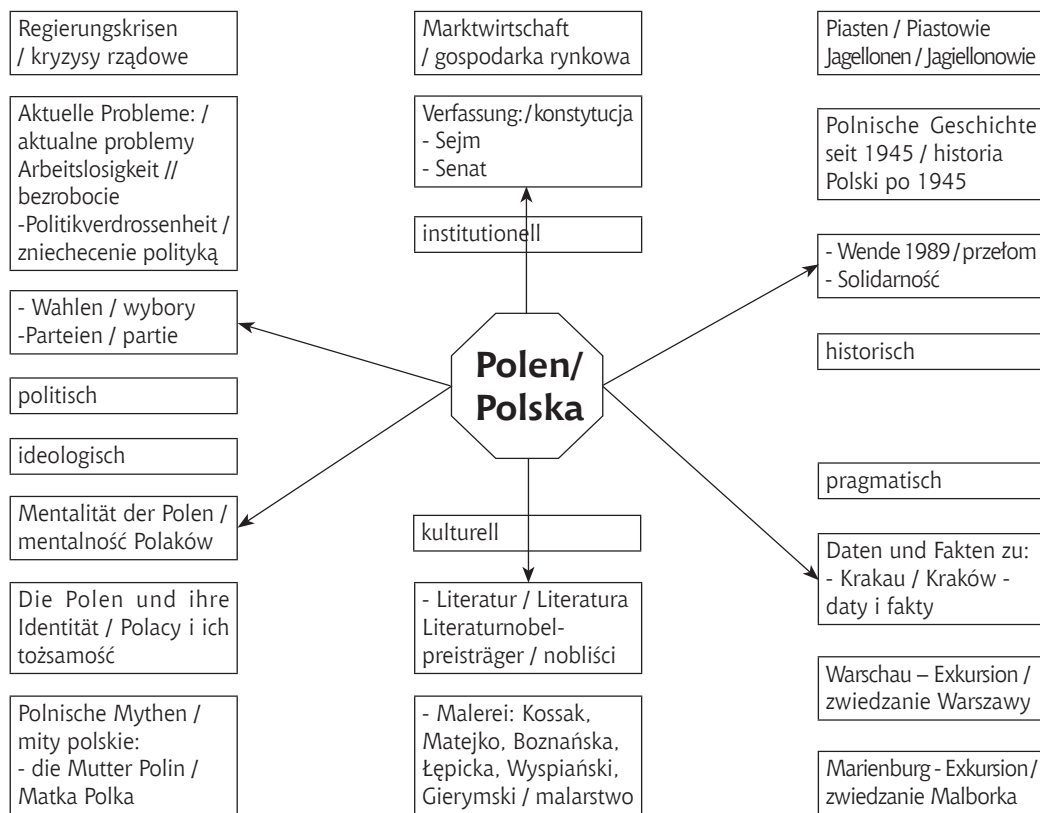 Regierungskrisen
/ kryzysy rządowe
Aktuelle Probleme: /
aktualne problemy
Arbeitslosigkeit //
bezrobocie
-Politikverdrossenheit /
zniechecenie polityką
- Wahlen / wybory
-Parteien / partie
politisch
ideologisch
Mentalität der Polen /
mentalność Polaków
Die Polen und ihre
Identität / Polacy i ich
tożsamość
Polnische Mythen /
mity polskie:
- die Mutter Polin /
Matka Polka
Marktwirtschaft
/ gospodarka rynkowa
Verfassung: / konstytucja
- Sejm
- Senat
institutionell
Polen/
Polska
kulturell
- Literatur / Literatura
Literaturnobel-
preisträger / nobliści
- Malerei: Kossak,
Matejko, Boznańska,
Łępicka, Wyspiański,
Gierymski / malarstwo
Piasten / Piastowie
Jagellonen / Jagiellonowie
Polnische Geschichte
seit 1945 / historia
Polski po 1945
- Wende 1989 / przełom
- Solidarność
historisch
pragmatisch
Daten und Fakten zu:
- Krakau / Kraków -
daty i fakty
Warschau – Exkursion /
zwiedzanie Warszawy
Marienburg - Exkursion /
zwiedzanie Malborka